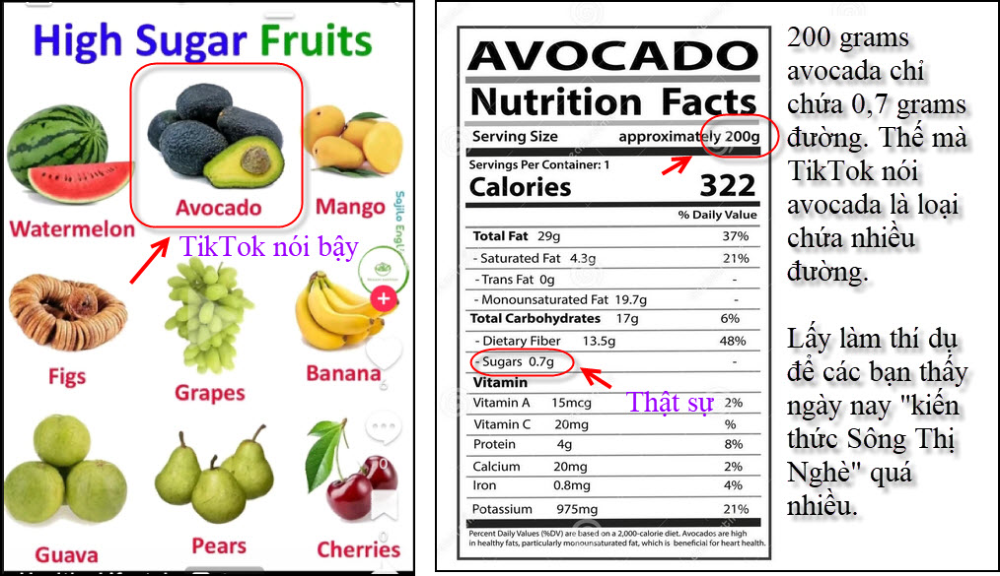 High Sugar Fruits
Watermelon
Avocado
Mango
TikTok nói bậy
Figs
Grapes
Banana
Guava
Pears
Cherries
AVOCADO
Nutrition Facts
Serving Size approximately 200g
Servings Per Container: 1
Calories 322
% Daily Value
Total Fat 29g 37%
- Saturated Fat 4.3g 21%
- Trans Fat 0g -
- Monounsaturated Fat 19.7g -
Total Carbohydrates 17g 6%
- Dietary Fiber 13.5g 48%
- Sugars 0.7g -
Thật sự
Vitamin
Vitamin A 15mcg 2%
Vitamin C 20mg %
Protein 4g 8%
Calcium 20mg 2%
Iron 0.8mg 4%
Potassium 975mg 21%
Percent Daily Values (%DV) are based on a 2,000-calorie diet. Avocados are high
in healthy fats, particularly monounsaturated fat, which is beneficial for heart health.
200 grams
avocada chỉ
chứa 0,7 grams
đường. Thế mà
TikTok nói
avocada là loại
chứa nhiều
đường.
Lấy làm thí dụ
để các bạn thấy
ngày nay "kiến
thức Sông Thị
Nghè" quá
nhiều.